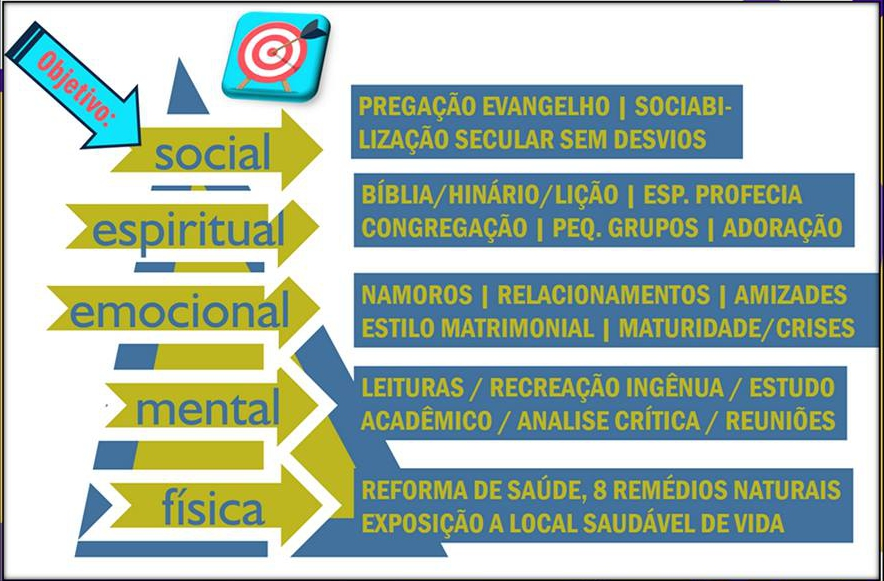 Objetivo:
social
PREGAÇÃO EVANGELHO | SOCIABI-
LIZAÇÃO SECULAR SEM DESVIOS
espiritual
BÍBLIA/HINÁRIO/LIÇÃO | ESP. PROFECIA
CONGREGAÇÃO | PEQ. GRUPOS | ADORAÇÃO
emocional
NAMOROS | RELACIONAMENTOS | AMIZADES
ESTILO MATRIMONIAL | MATURIDADE/CRISES
mental
LEITURAS / RECREAÇÃO INGÊNUA / ESTUDO
ACADÊMICO / ANALISE CRÍTICA / REUNIÕES
física
REFORMA DE SAÚDE, 8 REMÉDIOS NATURAIS
EXPOSIÇÃO A LOCAL SAUDÁVEL DE VIDA